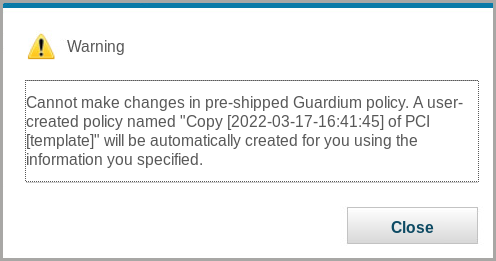 Warning
Cannot make changes in pre-shipped Guardium policy. A user-
created policy named "Copy [2022-03-17-16:41:45] of PCI
[template]" will be automatically created for you using the
information you specified.
Close